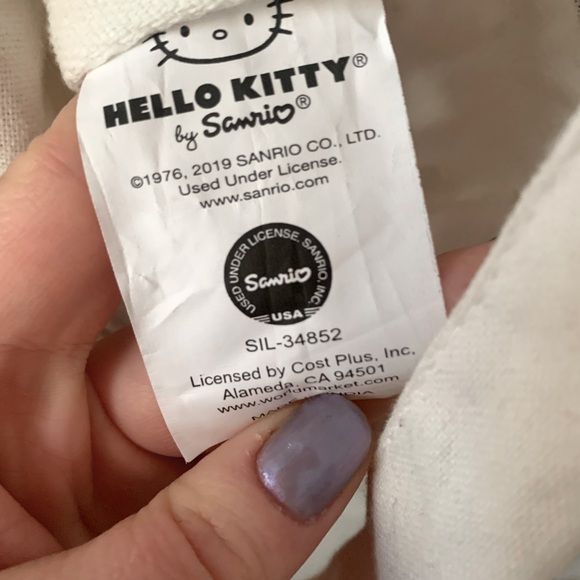 HELLO KITTY®
by Sanrio®
©1976, 2019 SANRIO CO., LTD.
Used Under License.
www.sanrio.com
USED UNDER LICENSE SANRIO, INC.
Sanrio
USA
SIL-34852
Licensed by Cost Plus, Inc.
Alameda, CA 94501
www.worldmarket.com